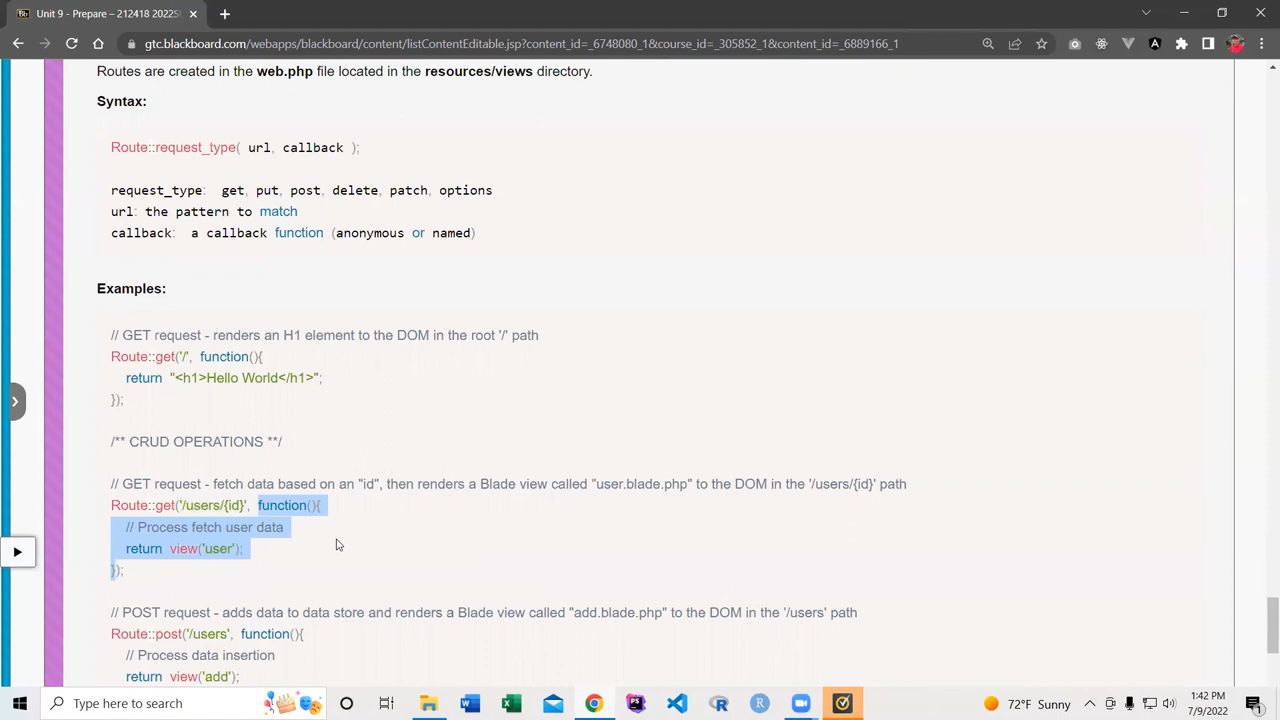 Unit 9 - Prepare – 212418 2022S
gtc.blackboard.com/webapps/blackboard/content/listContentEditable.jsp?content_id=_6748080_1&course_id=_305852_1&content_id=_6889166_1
Routes are created in the web.php file located in the resources/views directory.
Syntax:
Route::request_type( url, callback );
request_type: get, put, post, delete, patch, options
url: the pattern to match
callback: a callback function (anonymous or named)
Examples:
// GET request - renders an H1 element to the DOM in the root '/' path
Route::get('/', function(){
return "<h1>Hello World</h1>";
});
/** CRUD OPERATIONS **/
// GET request - fetch data based on an "id", then renders a Blade view called "user.blade.php" to the DOM in the '/users/{id}' path
Route::get('/users/{id}', function(){
// Process fetch user data
return view('user');
});
// POST request - adds data to data store and renders a Blade view called "add.blade.php" to the DOM in the '/users' path
Route::post('/users', function(){
// Process data insertion
return view('add');
Type here to search
72°F Sunny
1:42 PM
7/9/2022